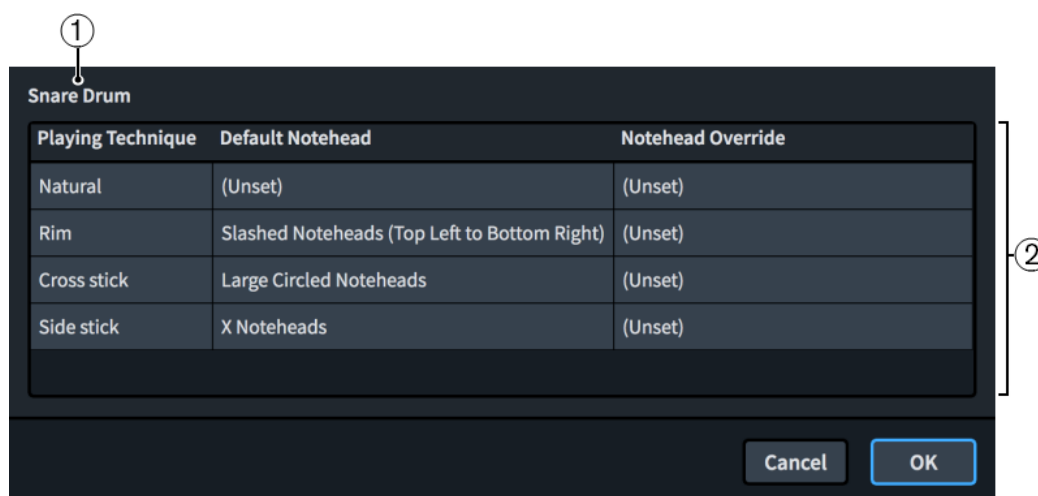 ①
Snare Drum
Playing Technique Default Notehead Notehead Override
Natural (Unset) (Unset)
Rim Slashed Noteheads (Top Left to Bottom Right) (Unset)
Cross stick Large Circled Noteheads (Unset)
Side stick X Noteheads (Unset)
②
Cancel OK